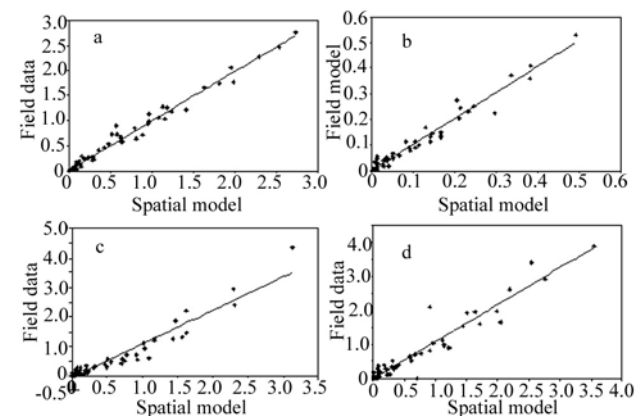 a
Field data
3.0
2.5
2.0
1.5
1.0
0.5
0
0 0.5 1.0 1.5 2.0 2.5 3.0
Spatial model
b
Field model
0.6
0.5
0.4
0.3
0.2
0.1
0
0 0.1 0.2 0.3 0.4 0.5 0.6
Spatial model
c
Field data
5.0
4.0
3.0
2.0
1.0
0
-0.5
0 0.5 1.0 1.5 2.0 2.5 3.0 3.5
Spatial model
d
Field data
4.0
3.0
2.0
1.0
0
0 0.5 1.0 1.5 2.0 2.5 3.0 3.5 4.0
Spatial model